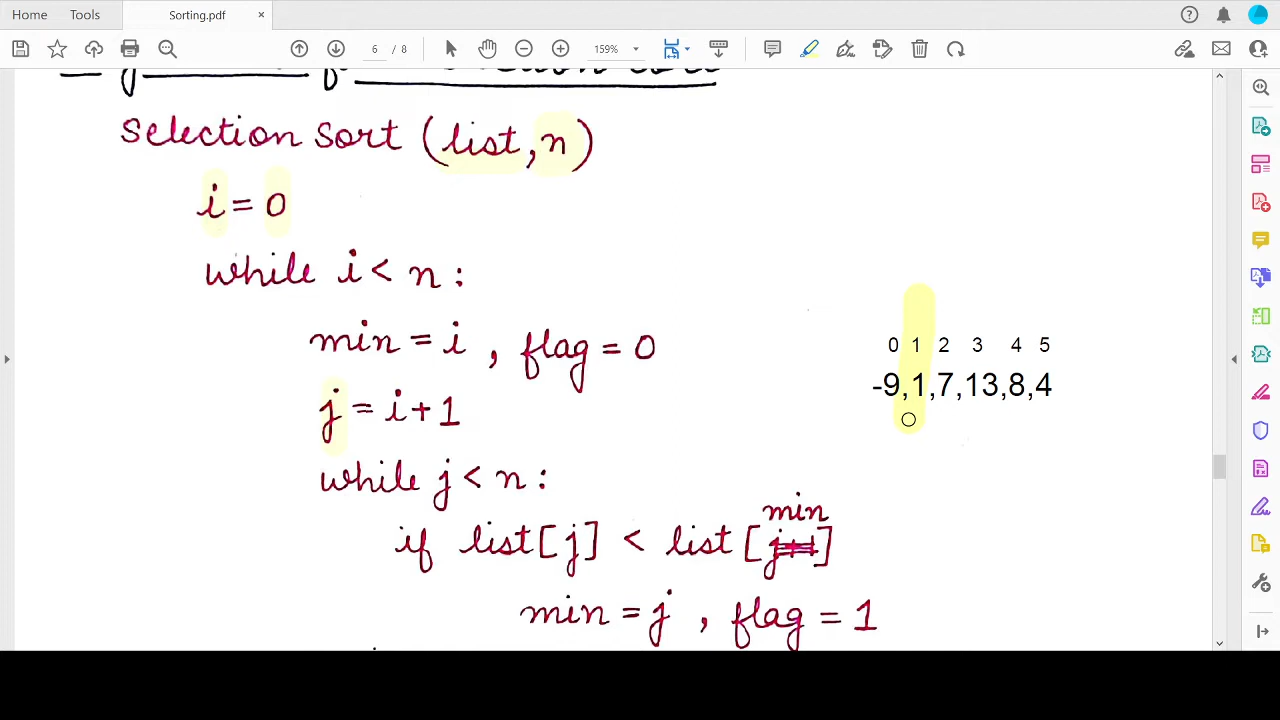 Home Tools Sorting.pdf ×
6 / 8 159%
Selection Sort (list,n)
i = 0
while i < n :
min = i , flag = 0
0 1 2 3 4 5
-9,1,7,13,8,4
j = i+1
while j < n :
min
if list[j] < list[j+1]
min = j , flag = 1